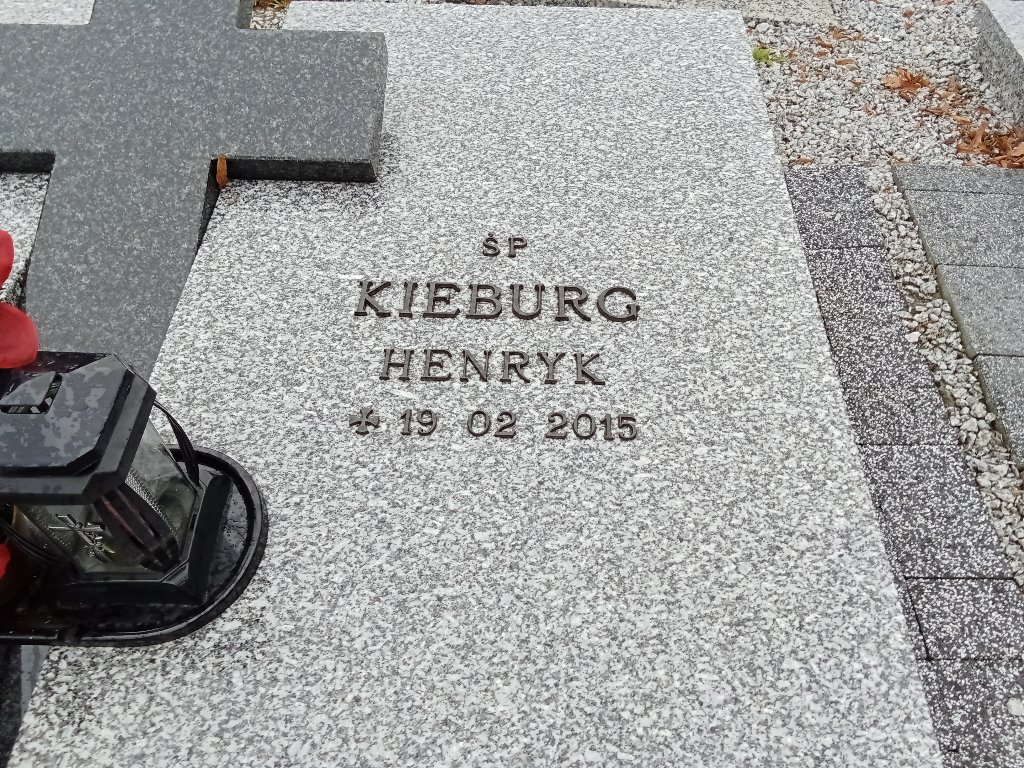 ŚP
KIEBURG
HENRYK
✠ 19 02 2015